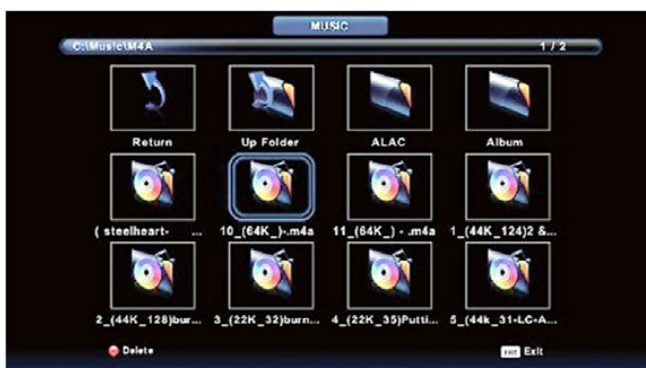 MUSIC
C:\Music\M4A 1 / 2
Return Up Folder ALAC Album
( steelheart- ... 10_(64K_)-.m4a 11_(64K_) - .m4a 1_(44K_124)2 &...
2_(44K_128)bur... 3_(22K_32)burn... 4_(22K_35)Putti... 5_(44k_31-LC-A...
Delete EXIT Exit